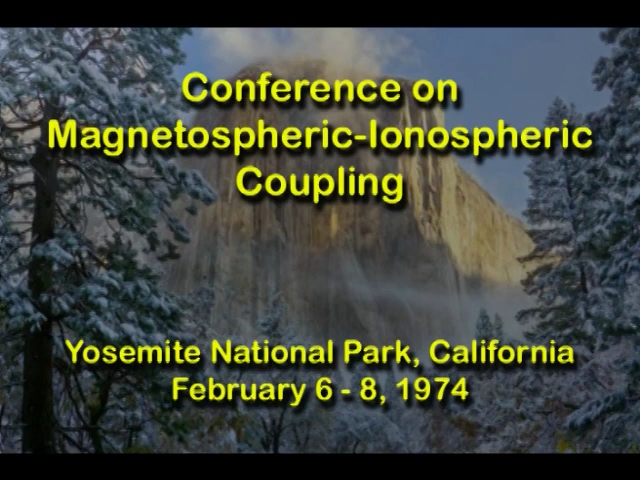 Conference on
Magnetospheric-Ionospheric
Coupling
Yosemite National Park, California
February 6 - 8, 1974